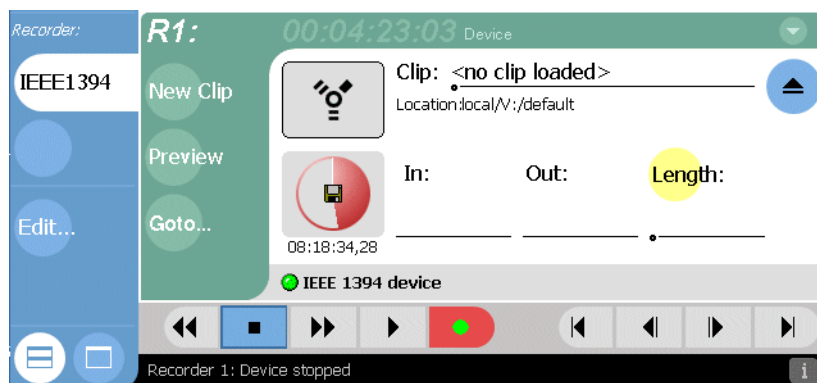 Recorder:
R1: 00:04:23:03 Device
IEEE1394
New Clip
Clip: <no clip loaded>
Location:local/V:/default
Preview
In: Out: Length:
Edit...
Goto...
08:18:34,28
IEEE 1394 device
Recorder 1: Device stopped
i